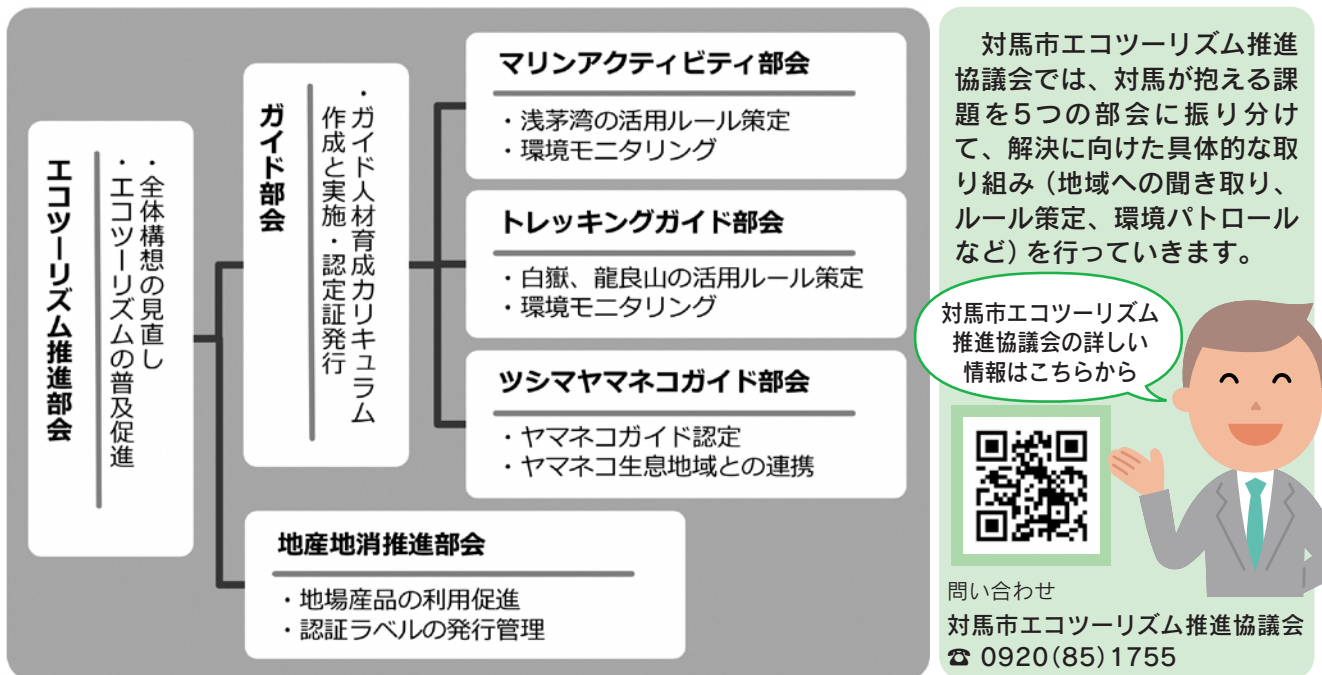 エコツーリズム推進部会
・全体構想の見直し
・エコツーリズムの普及促進
ガイド部会
・ガイド人材育成カリキュラム
作成と実施・認定証発行
マリンアクティビティ部会
・浅茅湾の活用ルール策定
・環境モニタリング
トレッキングガイド部会
・白嶽、龍良山の活用ルール策定
・環境モニタリング
ツシマヤマネコガイド部会
・ヤマネコガイド認定
・ヤマネコ生息地域との連携
地産地消推進部会
・地場産品の利用促進
・認証ラベルの発行管理
対馬市エコツーリズム推進
協議会では、対馬が抱える課
題を5つの部会に振り分け
て、解決に向けた具体的な取
り組み（地域への聞き取り、
ルール策定、環境パトロール
など）を行っていきます。
対馬市エコツーリズム
推進協議会の詳しい
情報はこちらから
問い合わせ
対馬市エコツーリズム推進協議会
☎ 0920(85)1755